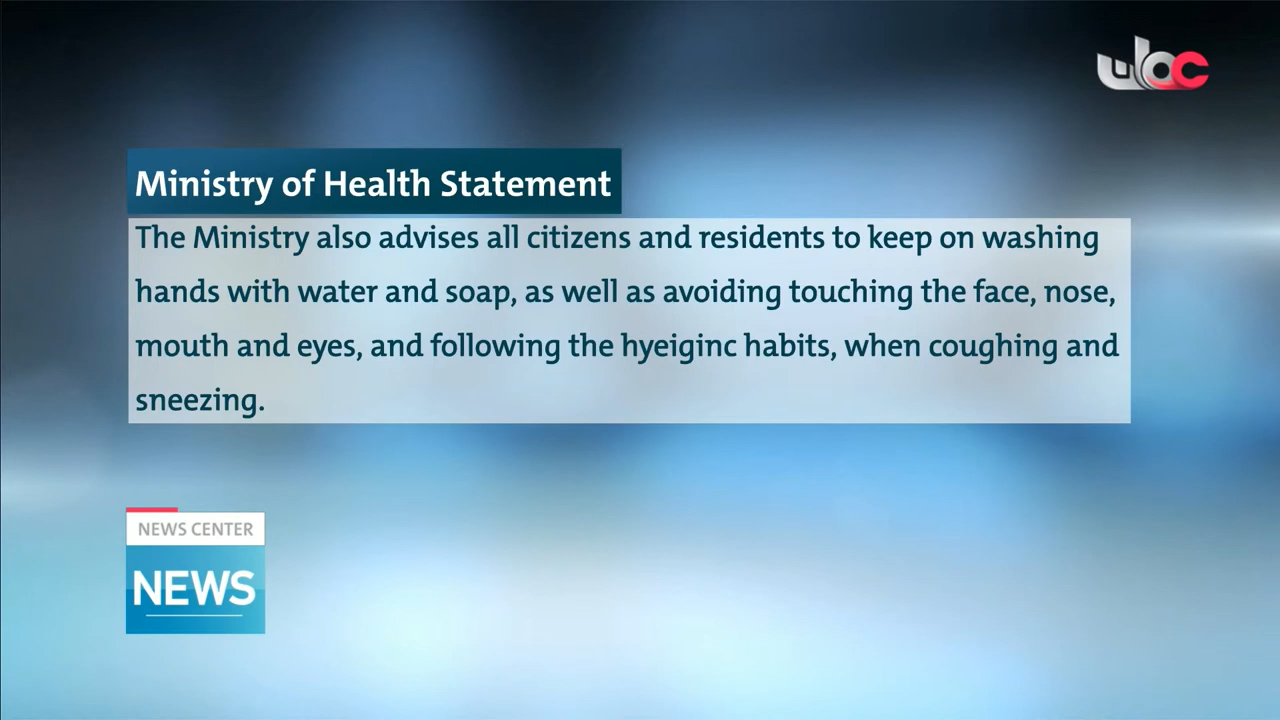 Ministry of Health Statement
The Ministry also advises all citizens and residents to keep on washing
hands with water and soap, as well as avoiding touching the face, nose,
mouth and eyes, and following the hyeiginc habits, when coughing and
sneezing.
NEWS CENTER
NEWS